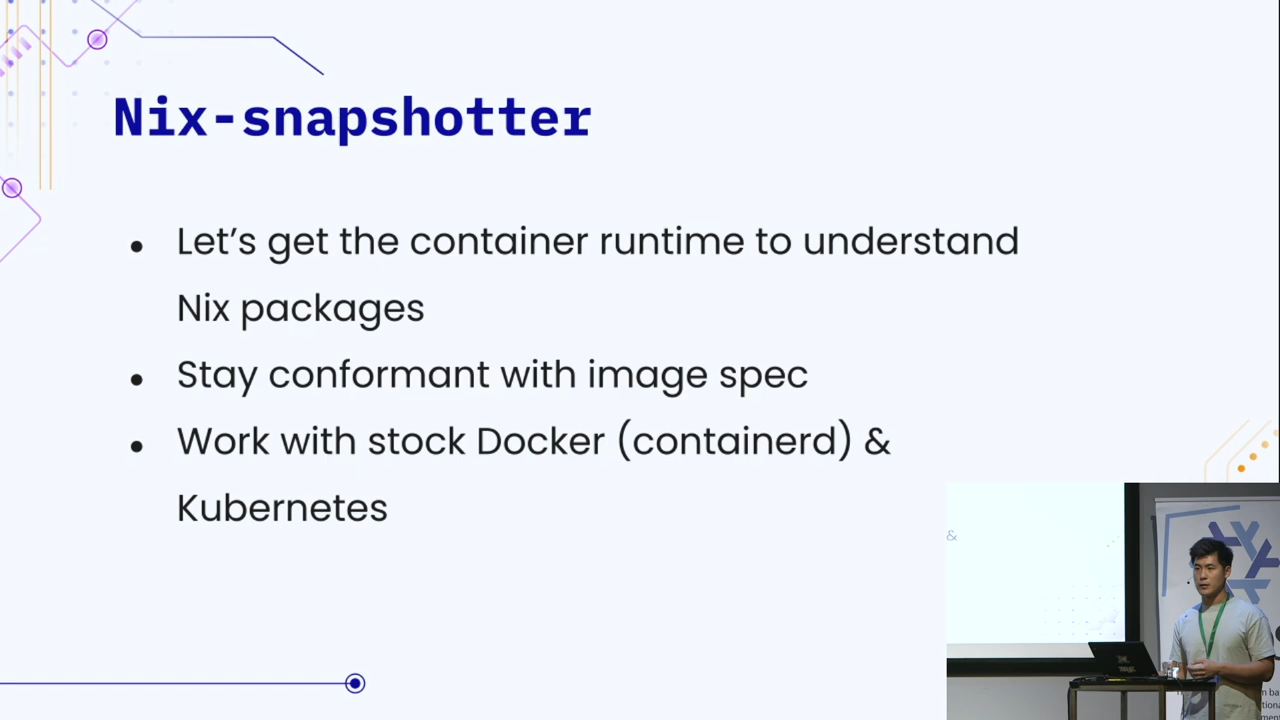 Nix-snapshotter
● Let’s get the container runtime to understand
Nix packages
● Stay conformant with image spec
● Work with stock Docker (containerd) &
Kubernetes
&